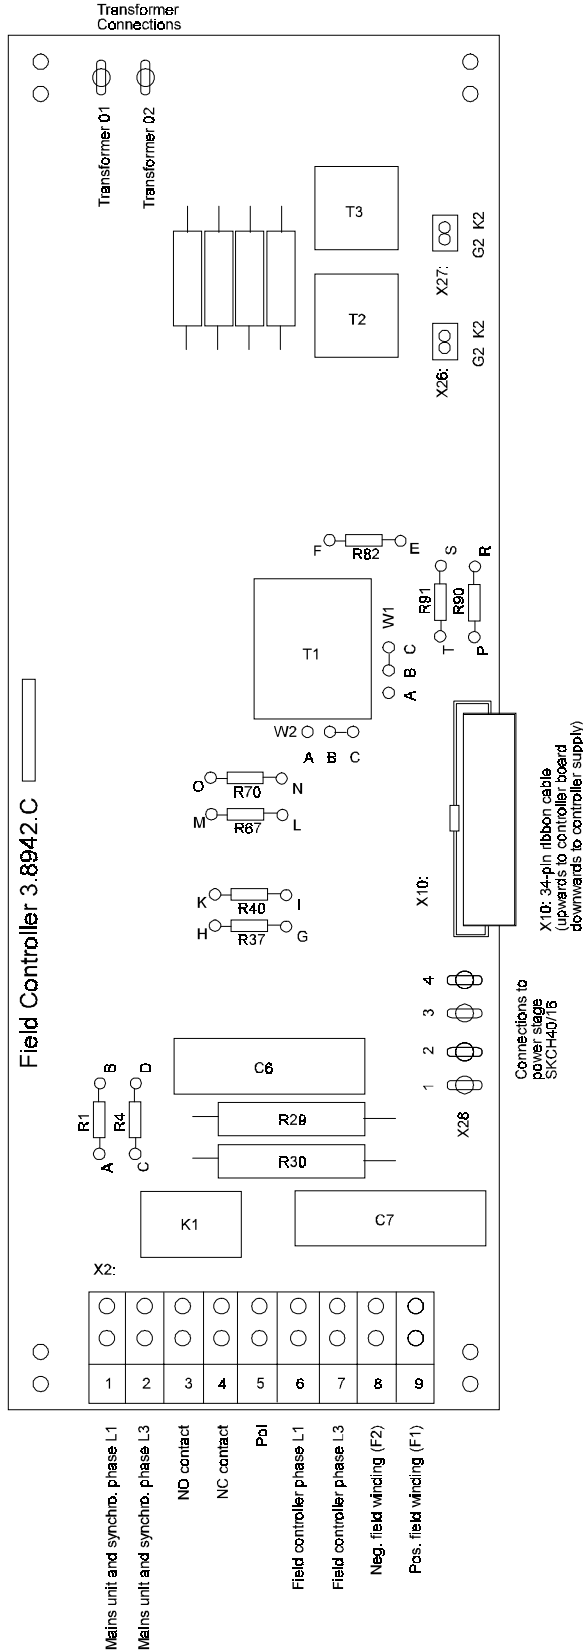 Transformer
Connections
Transformer 01
Transformer 02
T3
X27:
G2 K2
T2
X26:
G2 K2
F
R82
E
S
R
R91
R90
T
P
T1
W1
A B C
W2
A B C
O
R70
N
M
R67
L
K
R40
I
H
R37
G
Field Controller 3.8942.C
X10:
X10: 34-pin ribbon cable
(upwards to controller board
downwards to controller supply)
1 2 3 4
X28
Connections to
power stage
SKCH40/16
B
D
R1
R4
A
C
C6
R29
R30
K1
C7
X2:
1 2 3 4 5 6 7 8 9
Mains unit and synchro. phase L1
Mains unit and synchro. phase L3
NO contact
NC contact
Pol
Field controller phase L1
Field controller phase L3
Neg. field winding (F2)
Pos. field winding (F1)